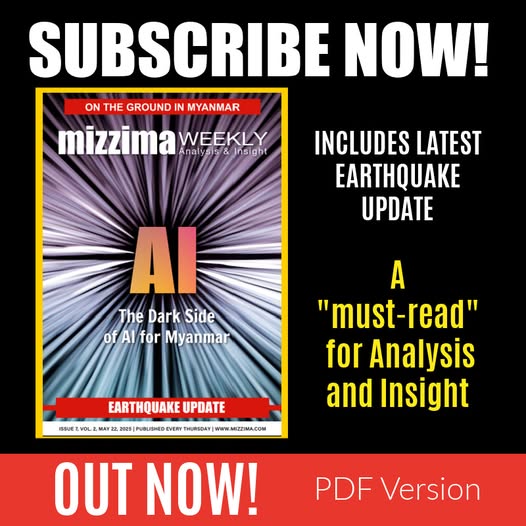 SUBSCRIBE NOW!
ON THE GROUND IN MYANMAR
mizzima WEEKLY
Analysis & Insight
AI
The Dark Side
of AI for Myanmar
EARTHQUAKE UPDATE
ISSUE 7, VOL. 2, MAY 22, 2025 | PUBLISHED EVERY THURSDAY | WWW.MIZZIMA.COM
INCLUDES LATEST
EARTHQUAKE
UPDATE
A
"must-read"
for Analysis
and Insight
OUT NOW!
PDF Version